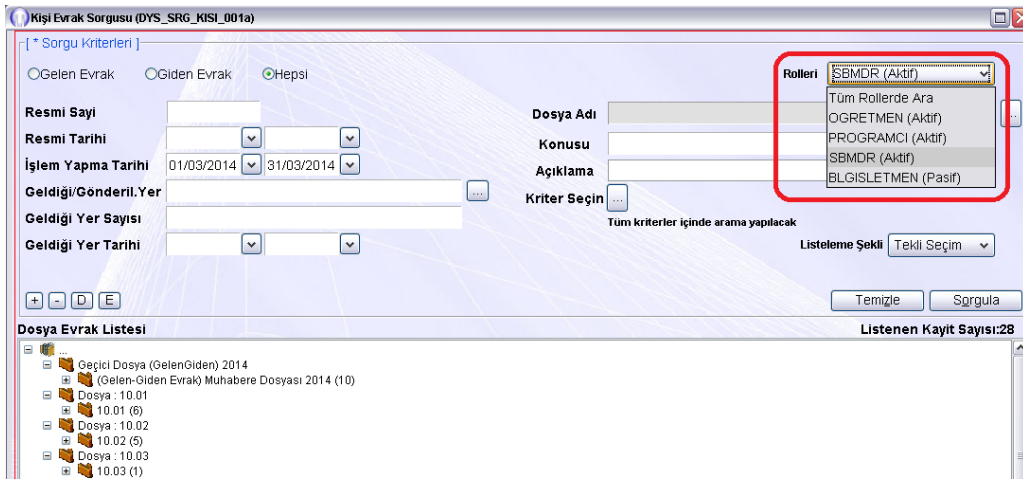 Kişi Evrak Sorgusu (DYS_SRG_KISI_001a)
[ * Sorgu Kriterleri ]
Gelen Evrak Giden Evrak Hepsi
Rolleri SBMDR (Aktif)
Tüm Rollerde Ara
OGRETMEN (Aktif)
PROGRAMCI (Aktif)
SBMDR (Aktif)
BLGISLETMEN (Pasif)
Resmi Sayi
Dosya Adı ...
Resmi Tarihi
Konusu
İşlem Yapma Tarihi 01/03/2014 31/03/2014
Açıklama
Geldiği/Gönderil.Yer ...
Kriter Seçin ...
Geldiği Yer Sayısı
Tüm kriterler içinde arama yapılacak
Geldiği Yer Tarihi
Listeleme Şekli Tekli Seçim
+ - D E
Temizle Sorgula
Dosya Evrak Listesi Listenen Kayit Sayısı:28
...
Geçici Dosya (GelenGiden) 2014
(Gelen-Giden Evrak) Muhabere Dosyası 2014 (10)
Dosya : 10.01
10.01 (6)
Dosya : 10.02
10.02 (5)
Dosya : 10.03
10.03 (1)